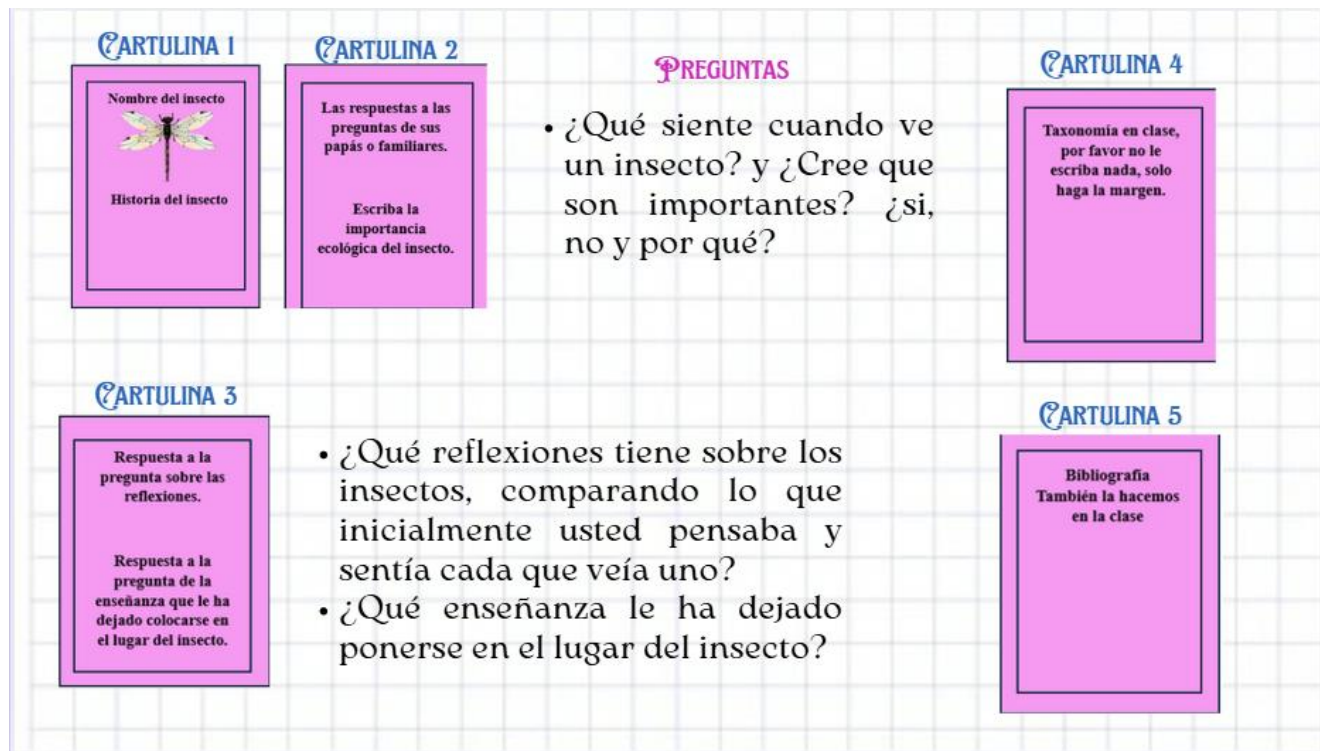 CARTULINA 1
Nombre del insecto
Historia del insecto
CARTULINA 2
Las respuestas a las
preguntas de sus
papás o familiares.
Escriba la
importancia
ecológica del insecto.
PREGUNTAS
• ¿Qué siente cuando ve
un insecto? y ¿Cree que
son importantes? ¿si,
no y por qué?
CARTULINA 4
Taxonomía en clase,
por favor no le
escriba nada, solo
haga la margen.
CARTULINA 3
Respuesta a la
pregunta sobre las
reflexiones.
Respuesta a la
pregunta de la
enseñanza que le ha
dejado colocarse en
el lugar del insecto.
• ¿Qué reflexiones tiene sobre los
insectos, comparando lo que
inicialmente usted pensaba y
sentía cada que veía uno?
• ¿Qué enseñanza le ha dejado
ponerse en el lugar del insecto?
CARTULINA 5
Bibliografía
También la hacemos
en la clase